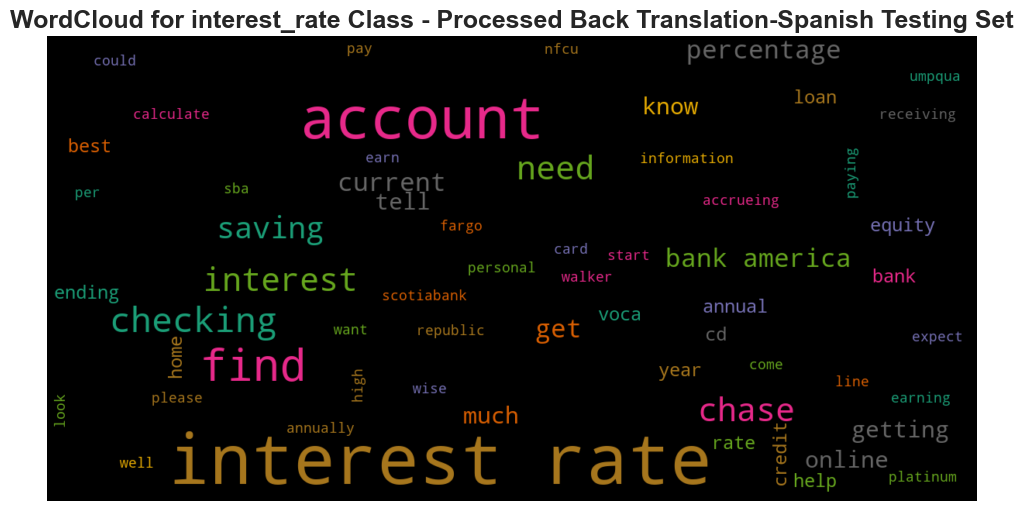 WordCloud for interest_rate Class - Processed Back Translation-Spanish Testing Set
could
pay
nfcu
percentage
umpqua
calculate
account
know
loan
receiving
best
earn
need
information
paying
per
sba
current
tell
accrueing
saving
fargo
equity
card
start
bank america
interest
personal
walker
bank
ending
scotiabank
checking
want
republic
get
voca
annual
cd
expect
home
find
year
come
look
please
high
wise
line
earning
much
chase
annually
rate
credit
getting
well
interest rate
online
help
platinum